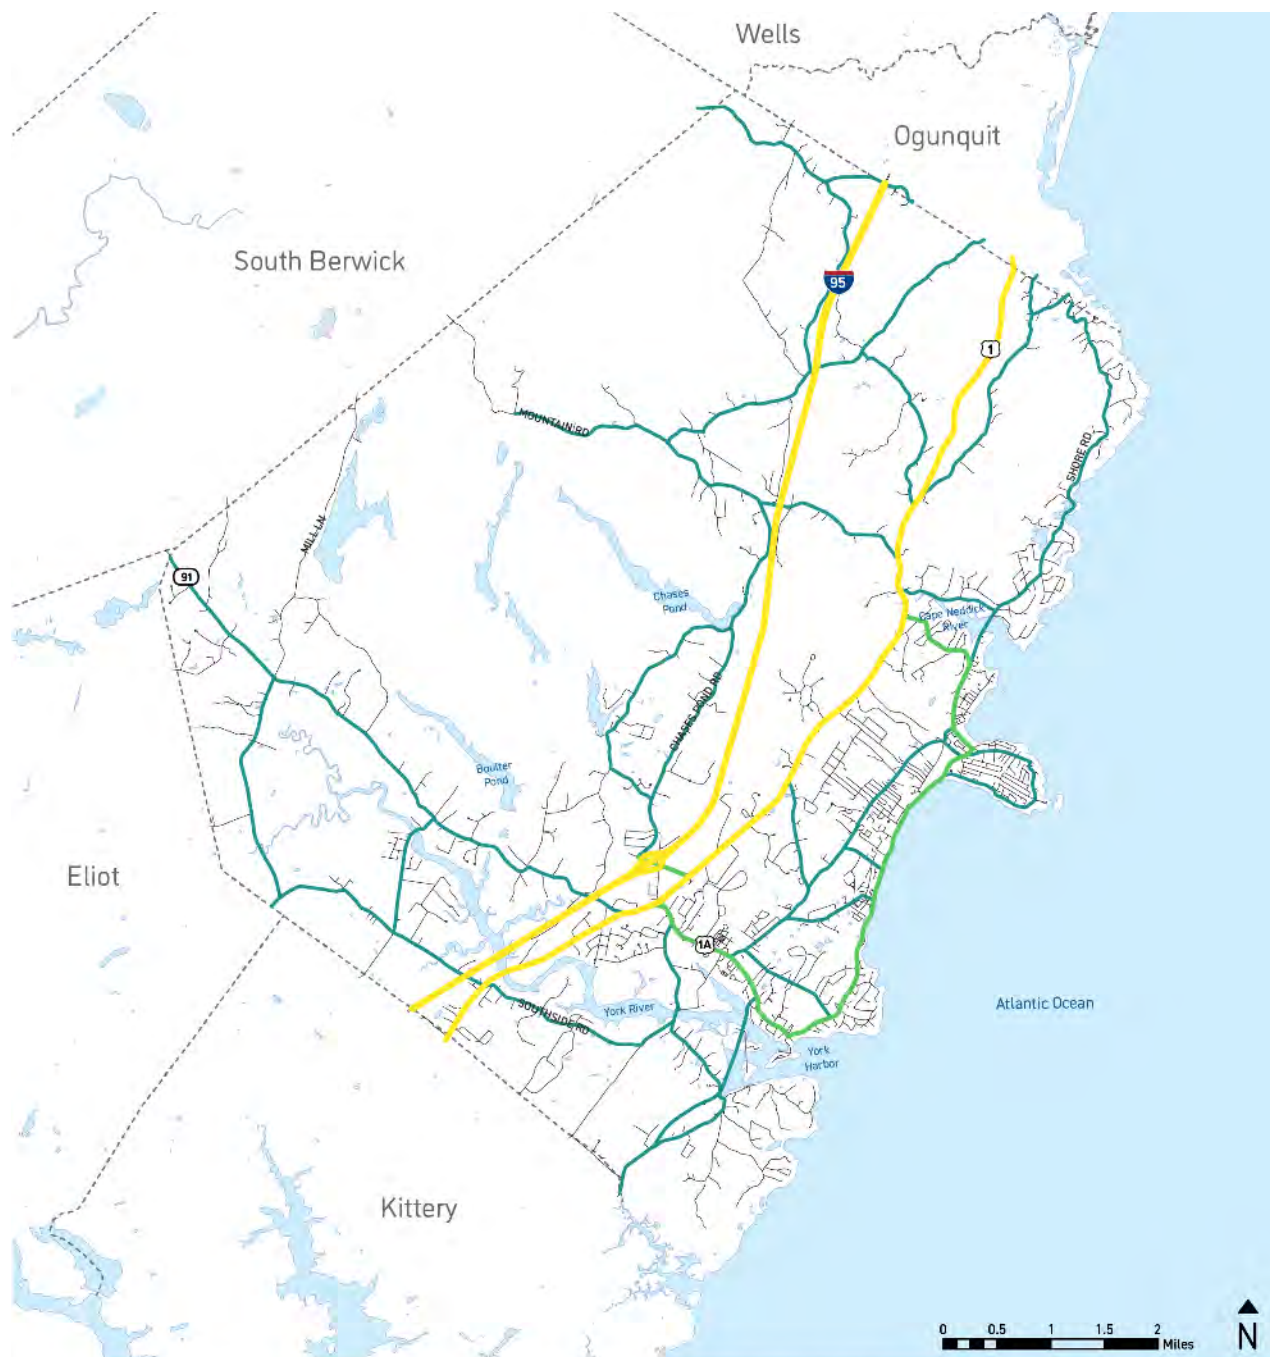 Wells
Ogunquit
South Berwick
95
1
MOUNTAIN RD
SHORE RD
MILL LN
91
Chases
Pond
Cape Neddick
River
CHASES POND RD
Boulter
Pond
Eliot
1A
Atlantic Ocean
SOUTHSIDE RD
York River
York
Harbor
Kittery
0 0.5 1 1.5 2
Miles
N